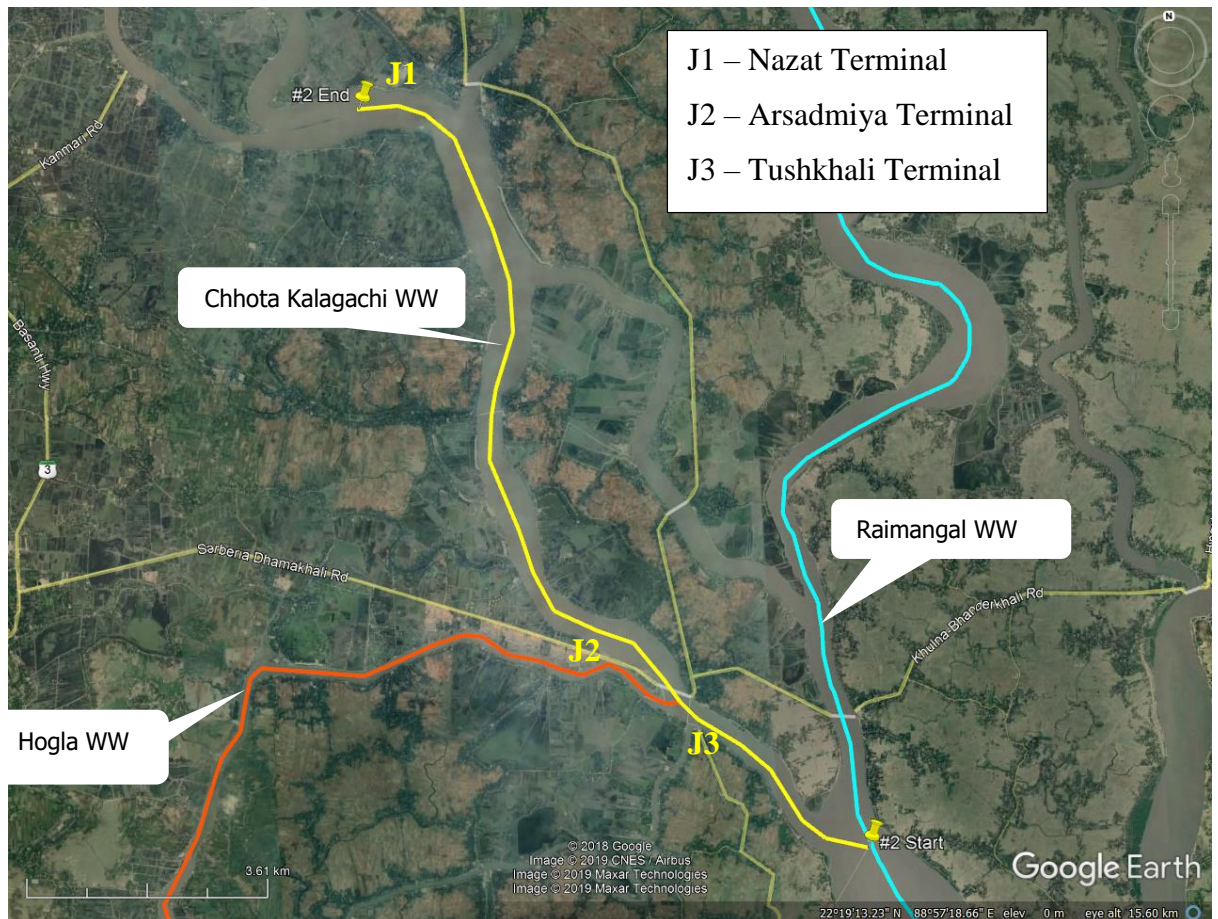 J1 – Nazat Terminal
J2 – Arsadmiya Terminal
J3 – Tushkhali Terminal
N
J1
#2 End
Kanmari Rd
Chhota Kalagachi WW
Basanti Hwy
3
Raimangal WW
Sarberia Dhamakhali Rd
Khulna-Bhanderkhali Rd
J2
Hogla WW
J3
#2 Start
© 2018 Google
Image © 2019 CNES / Airbus
Image © 2019 Maxar Technologies
Image © 2019 Maxar Technologies
3.61 km
Google Earth
22°19'13.23" N 88°57'18.66" E elev 0 m eye alt 15.60 km